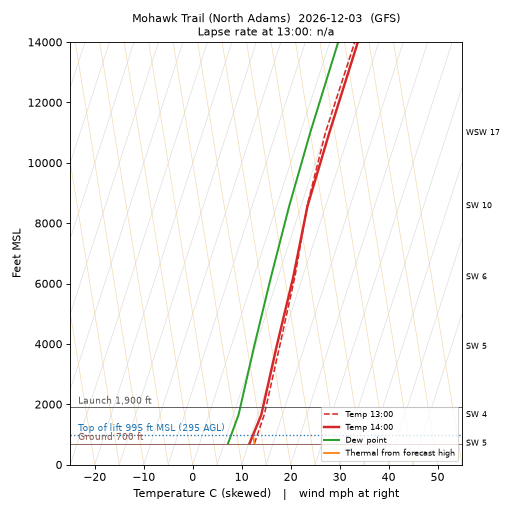 Mohawk Trail (North Adams)  2026-12-03  (GFS)
Lapse rate at 13:00: n/a
14000
12000
10000
8000
6000
4000
2000
0
Feet MSL
WSW 17
SW 10
SW 6
SW 5
SW 4
SW 5
Launch 1,900 ft
Top of lift 995 ft MSL (295 AGL)
Ground 700 ft
Temp 13:00
Temp 14:00
Dew point
Thermal from forecast high
−20
−10
0
10
20
30
40
50
Temperature C (skewed)   |   wind mph at right